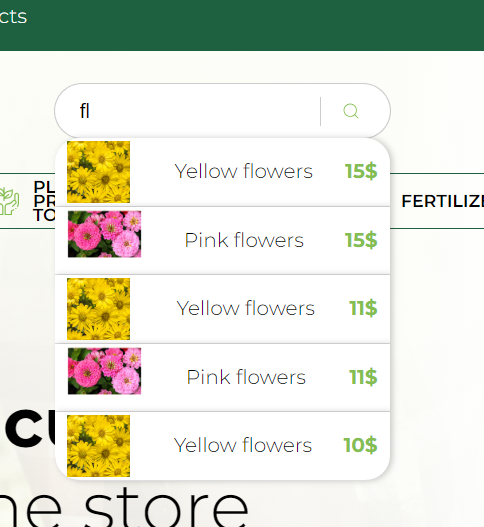 cts
fl
Yellow flowers 15$
PL
PR
TO
FERTILIZE
Pink flowers 15$
Yellow flowers 11$
Pink flowers 11$
cu
Yellow flowers 10$
ne store